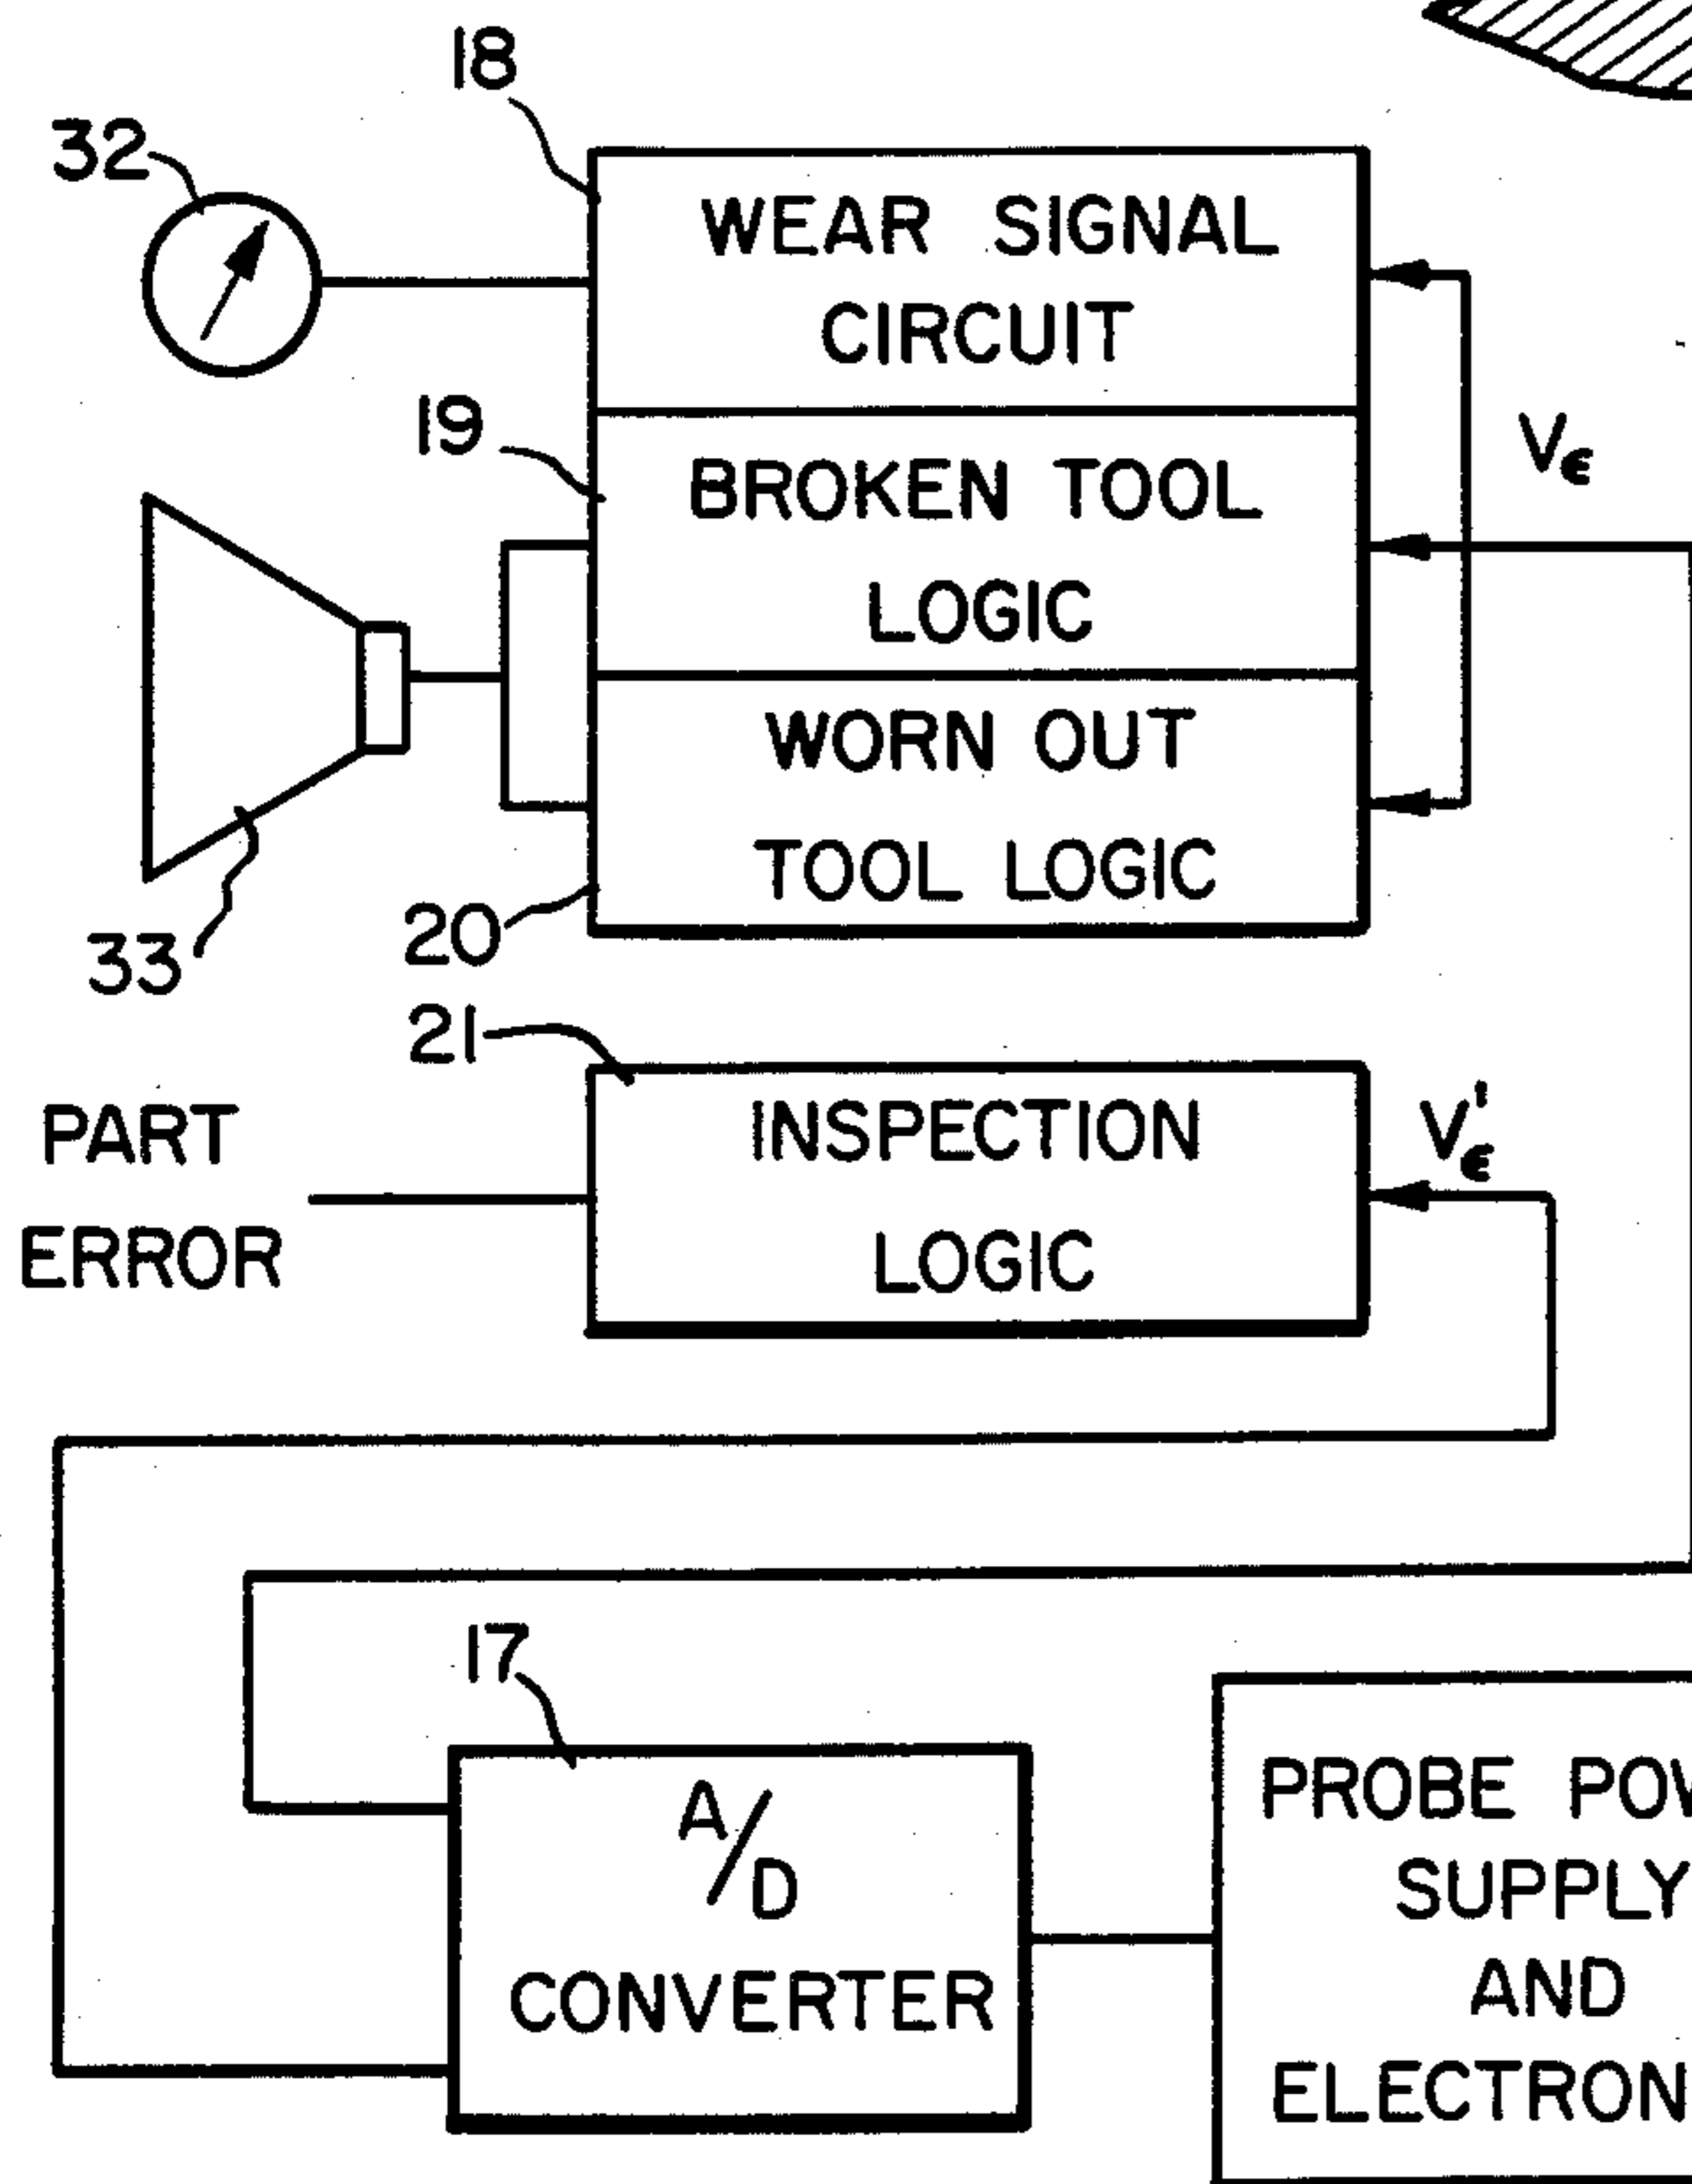 18
32
WEAR SIGNAL
CIRCUIT
19
Vϵ
BROKEN TOOL
LOGIC
WORN OUT
TOOL LOGIC
20
33
21
PART
ERROR
INSPECTION
LOGIC
V'ϵ
17
A/D
CONVERTER
PROBE
SUPPLY
AND